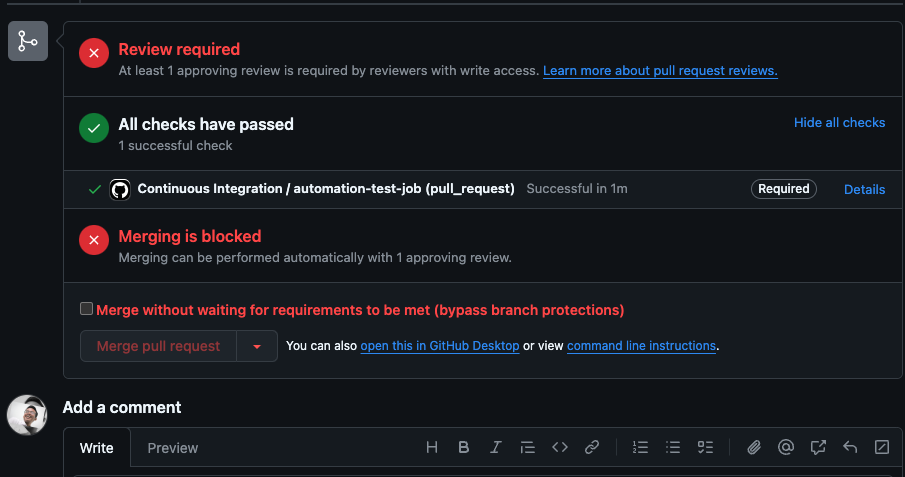 Review required
At least 1 approving review is required by reviewers with write access. Learn more about pull request reviews.
All checks have passed
Hide all checks
1 successful check
Continuous Integration / automation-test-job (pull_request) Successful in 1m Required Details
Merging is blocked
Merging can be performed automatically with 1 approving review.
Merge without waiting for requirements to be met (bypass branch protections)
Merge pull request You can also open this in GitHub Desktop or view command line instructions.
Add a comment
Write Preview